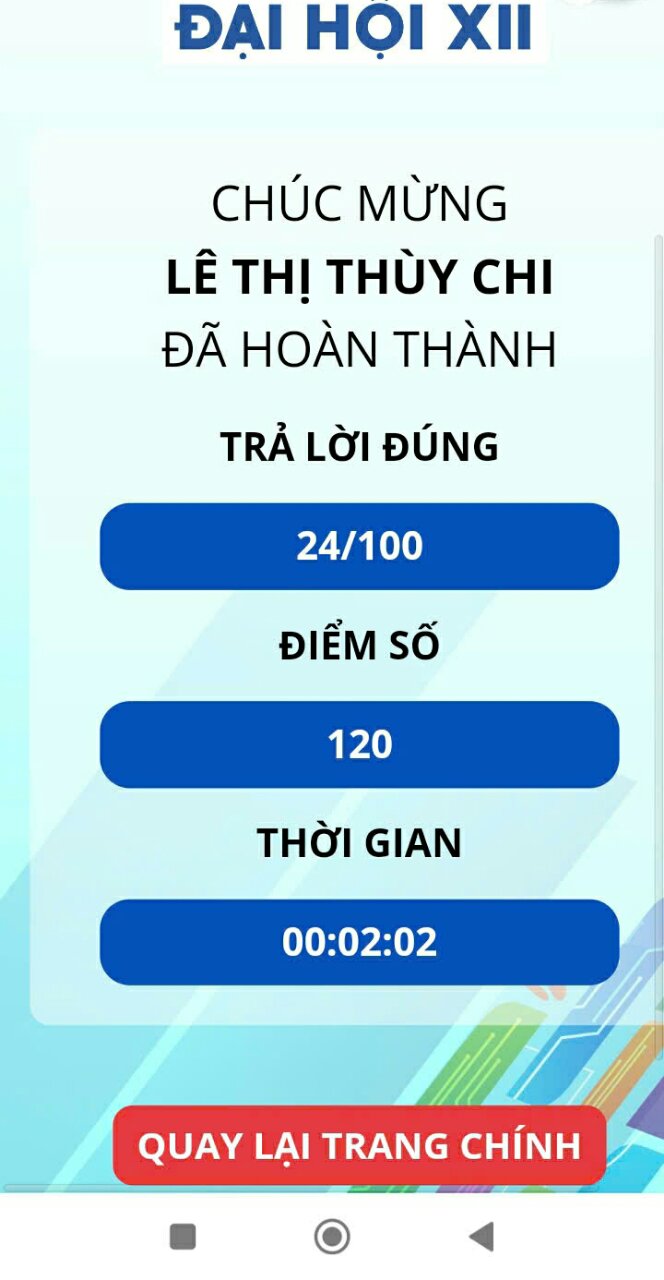 ĐẠI HỘI XII
CHÚC MỪNG
LÊ THỊ THÙY CHI
ĐÃ HOÀN THÀNH
TRẢ LỜI ĐÚNG
24/100
ĐIỂM SỐ
120
THỜI GIAN
00:02:02
QUAY LẠI TRANG CHÍNH